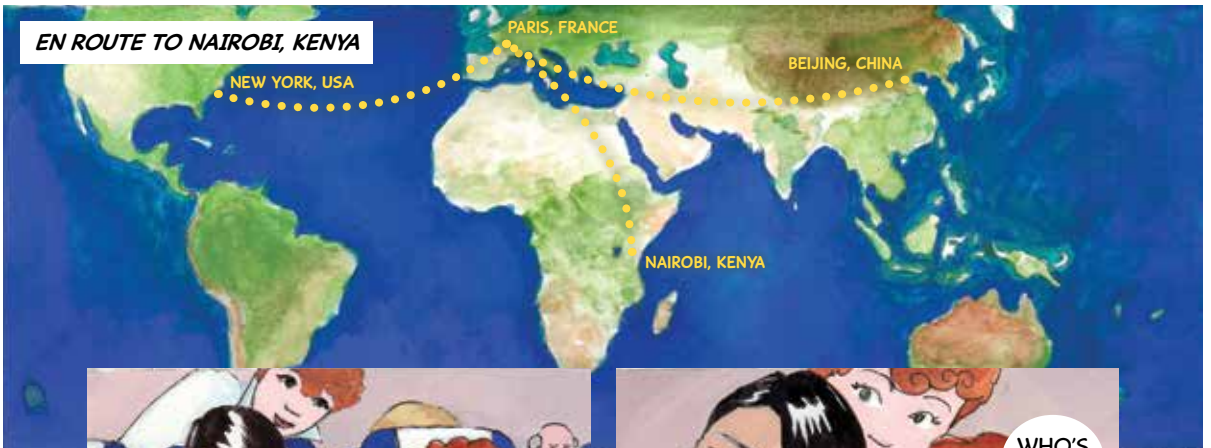 EN ROUTE TO NAIROBI, KENYA
PARIS, FRANCE
BEIJING, CHINA
NEW YORK, USA
NAIROBI, KENYA
WHO'S